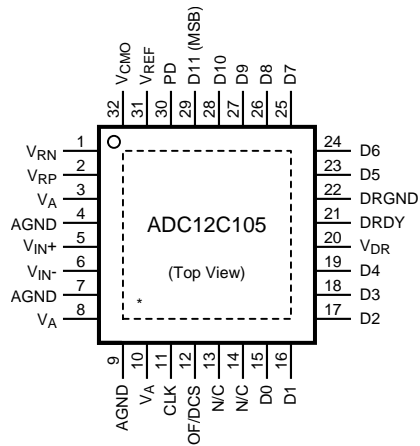 VCMO
VREF
PD
D11 (MSB)
D10
D9
D8
D7
32
31
30
29
28
27
26
25
VRN 1
VRP 2
VA 3
AGND 4
VIN+ 5
VIN- 6
AGND 7
VA 8
ADC12C105
(Top View)
*
24 D6
23 D5
22 DRGND
21 DRDY
20 VDR
19 D4
18 D3
17 D2
9
10
11
12
13
14
15
16
AGND
VA
CLK
OF/DCS
N/C
N/C
D0
D1